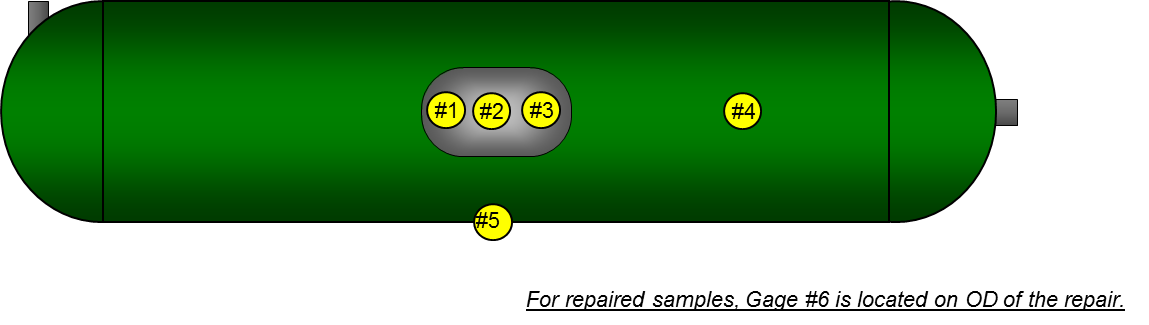 #1 #2 #3 #4
#5
For repaired samples, Gage #6 is located on OD of the repair.